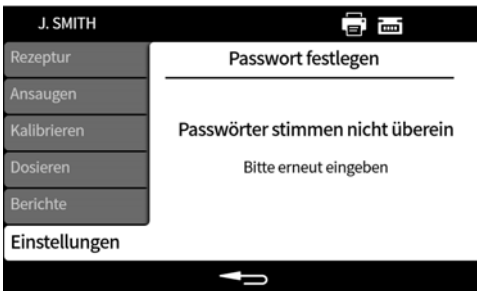 J. SMITH
Rezeptur
Ansaugen
Kalibrieren
Dosieren
Berichte
Einstellungen
Passwort festlegen
Passwörter stimmen nicht überein
Bitte erneut eingeben